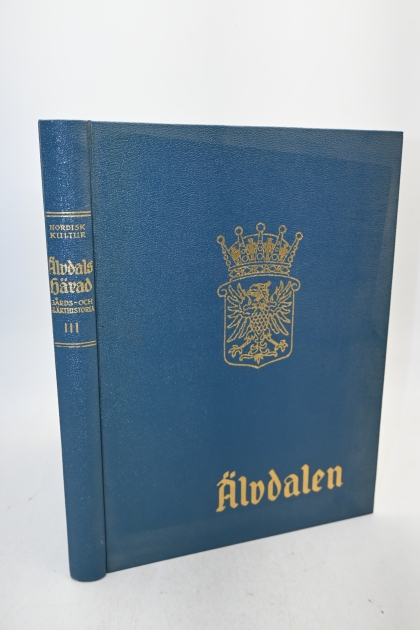 NORDISK
KULTUR
Älvdals
Härad
GÅRDS- OCH
SLÄKTHISTORIA
III
Älvdalen